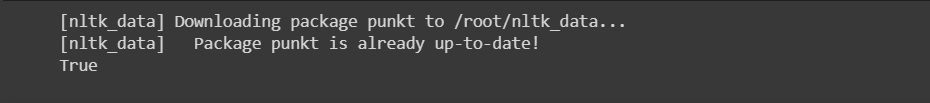 [nltk_data] Downloading package punkt to /root/nltk_data...
[nltk_data]   Package punkt is already up-to-date!
True